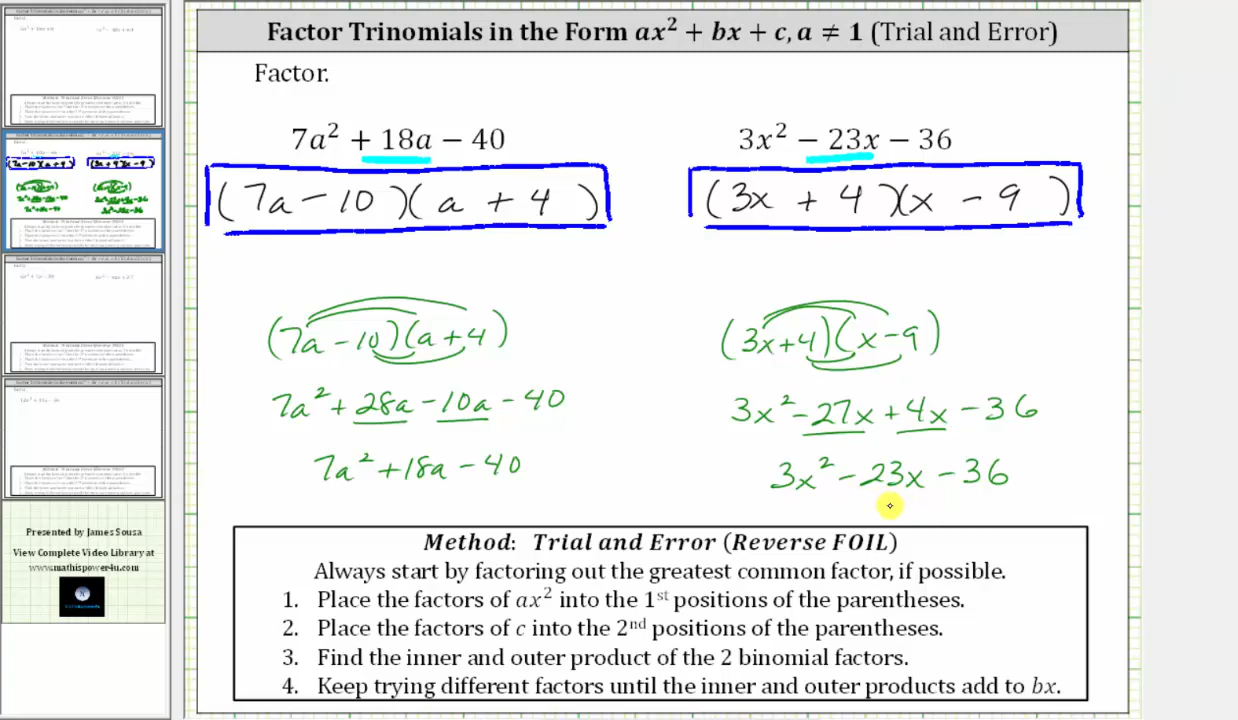 Factor Trinomials in the Form ax² + bx + c, a ≠ 1 (Trial and Error)
Factor.
7a² + 18a − 40
3x² − 23x − 36
(7a − 10)(a + 4)
(3x + 4)(x − 9)
(7a − 10)(a + 4)
(3x + 4)(x − 9)
7a² + 28a − 10a − 40
3x² − 27x + 4x − 36
7a² + 18a − 40
3x² − 23x − 36
Method: Trial and Error (Reverse FOIL)
Always start by factoring out the greatest common factor, if possible.
1. Place the factors of ax² into the 1st positions of the parentheses.
2. Place the factors of c into the 2nd positions of the parentheses.
3. Find the inner and outer product of the 2 binomial factors.
4. Keep trying different factors until the inner and outer products add to bx.
Presented by James Sousa
View Complete Video Library at
www.mathispower4u.com